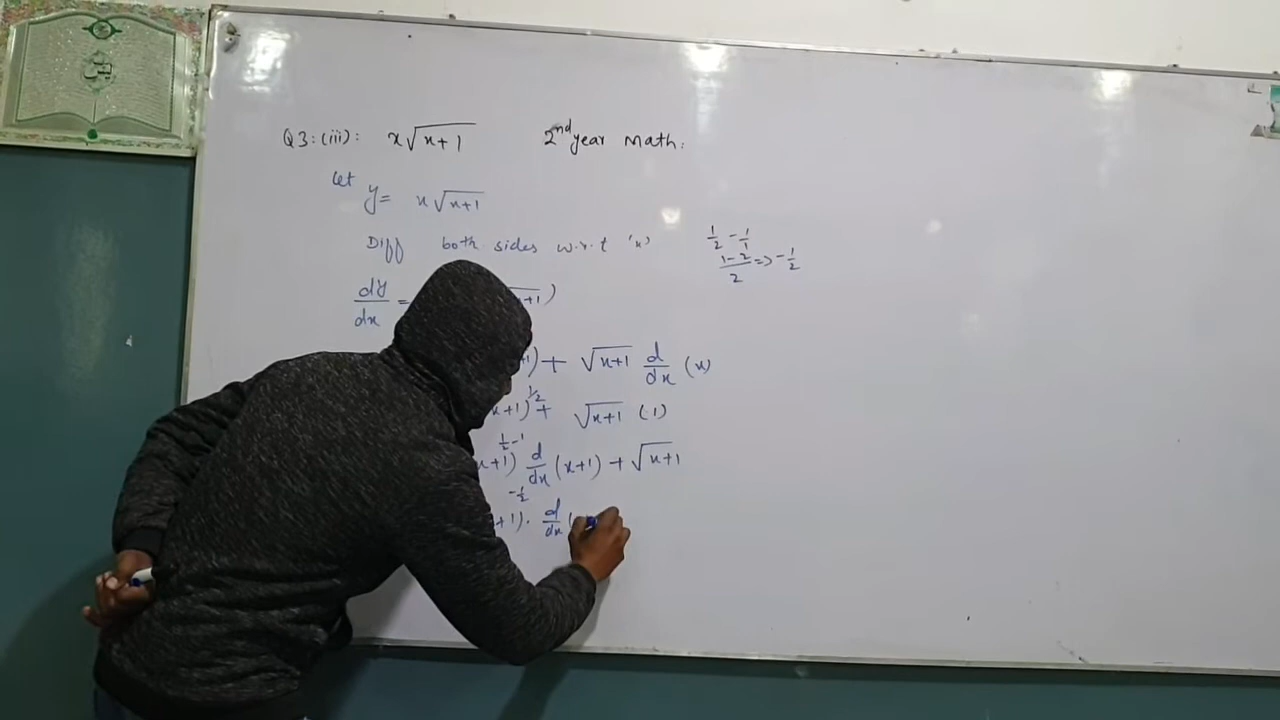 Q3:(iii): x√(x+1) 2nd year Math:
Let y = x√(x+1)
Diff both sides w.r.t 'x'
1/2 - 1/1
(1-2)/2 => -1/2
dy/dx = +1)
+1) + √(x+1) d/dx (x)
x+1)^1/2 + √(x+1) (1)
x+1)^(1/2 -1) d/dx (x+1) + √(x+1)
+1)^-1/2 . d/dx (